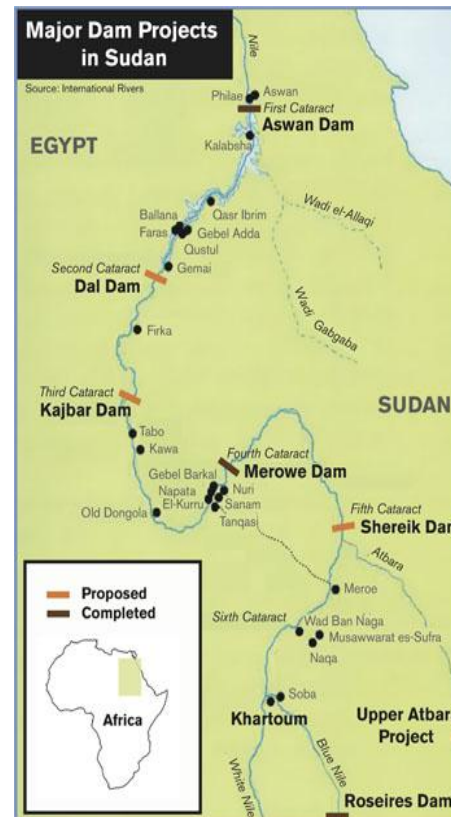 Major Dam Projects
in Sudan
Source: International Rivers
Nile
Philae
Aswan
First Cataract
Aswan Dam
Kalabsha
EGYPT
Wadi el-Allaqi
Qasr Ibrim
Ballana
Faras
Gebel Adda
Qustul
Second Cataract
Gemai
Dal Dam
Wadi
Gabgaba
Firka
Third Cataract
Kajbar Dam
SUDAN
Tabo
Kawa
Fourth Cataract
Merowe Dam
Gebel Barkal
Napata
Nuri
El-Kurru
Sanam
Old Dongola
Tanqasi
Fifth Cataract
Shereik Dam
Atbara
Proposed
Completed
Meroe
Sixth Cataract
Wad Ban Naga
Musawwarat es-Sufra
Naqa
Africa
Soba
Khartoum
Upper Atbar
Project
White Nile
Blue Nile
Roseires Dam